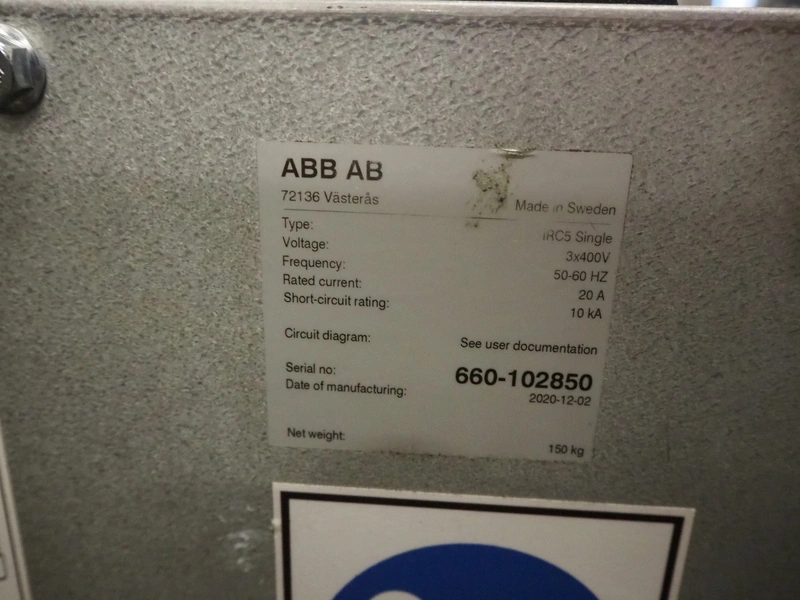 ABB AB
72136 Västerås
Made in Sweden
Type: IRC5 Single
Voltage: 3x400V
Frequency: 50-60 HZ
Rated current: 20 A
Short-circuit rating: 10 kA
Circuit diagram: See user documentation
Serial no: 660-102850
Date of manufacturing: 2020-12-02
Net weight: 150 kg